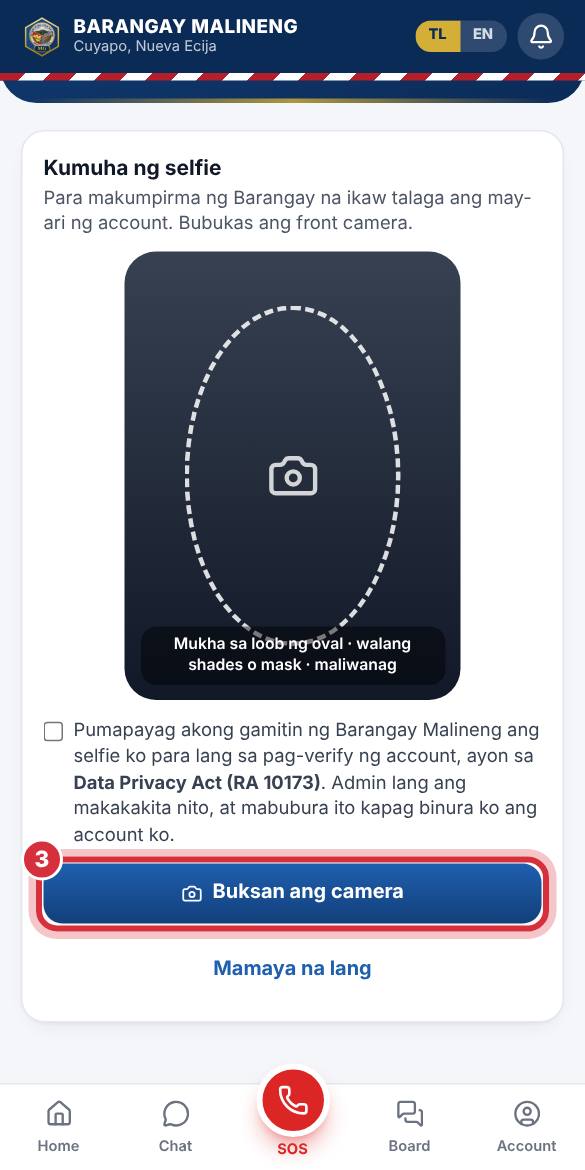 BARANGAY MALINENG
Cuyapo, Nueva Ecija
TL EN
Kumuha ng selfie
Para makumpirma ng Barangay na ikaw talaga ang may-
ari ng account. Bubukas ang front camera.
Mukha sa loob ng oval · walang
shades o mask · maliwanag
Pumapayag akong gamitin ng Barangay Malineng ang
selfie ko para lang sa pag-verify ng account, ayon sa
Data Privacy Act (RA 10173). Admin lang ang
makakakita nito, at mabubura ito kapag binura ko ang
account ko.
3
Buksan ang camera
Mamaya na lang
Home Chat SOS Board Account